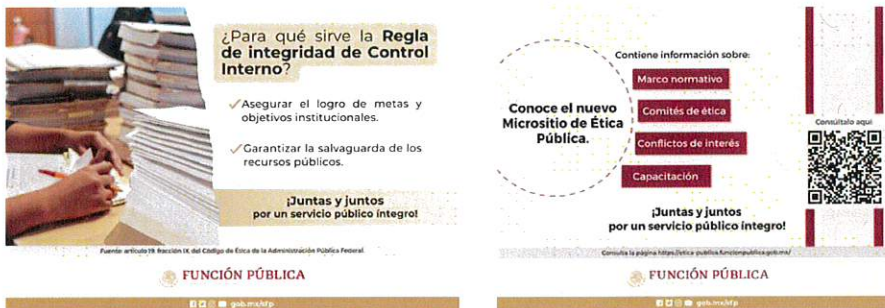 ¿Para qué sirve la Regla
de integridad de Control
Interno?
✓Asegurar el logro de metas y
objetivos institucionales.
✓Garantizar la salvaguarda de los
recursos públicos.
¡Juntas y juntos
por un servicio público íntegro!
Fuente: artículo 19, fracción IX, del Código de Ética de la Administración Pública Federal.
FUNCIÓN PÚBLICA
gob.mx/sfp
Contiene información sobre:
Marco normativo
Conoce el nuevo
Micrositio de Ética
Pública.
Comités de ética
Conflictos de interés
Capacitación
Consúltalo aquí
¡Juntas y juntos
por un servicio público íntegro!
Consulta la página https://etica-publica.funcionpublica.gob.mx/
FUNCIÓN PÚBLICA
gob.mx/sfp